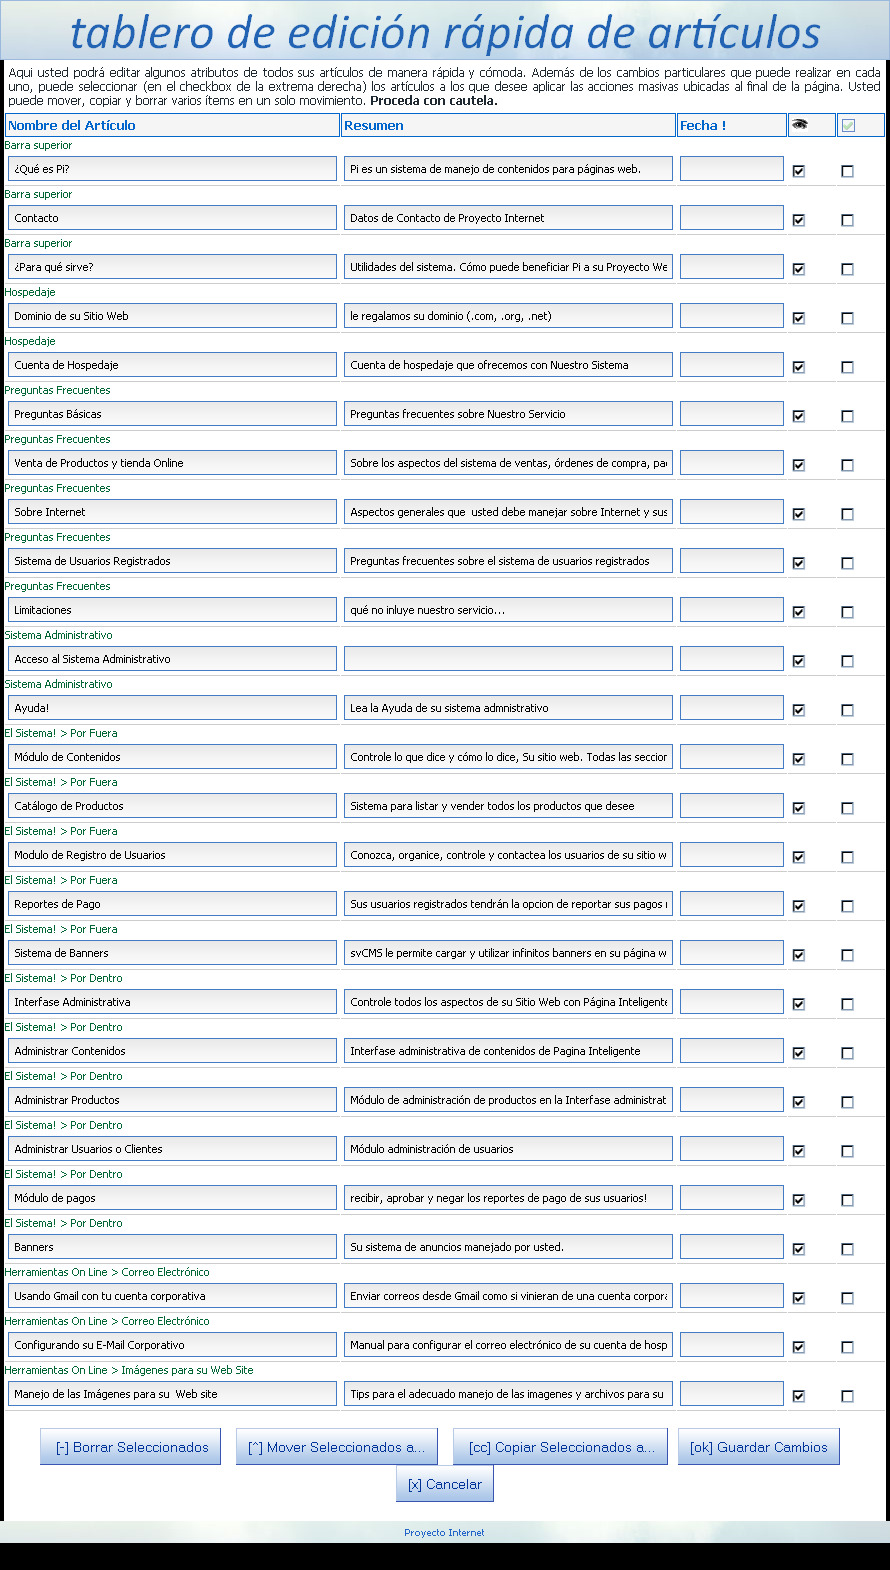 tablero de edición rápida de artículos
Aqui usted podrá editar algunos atributos de todos sus artículos de manera rápida y cómoda. Además de los cambios particulares que puede realizar en cada
uno, puede seleccionar (en el checkbox de la extrema derecha) los artículos a los que desee aplicar las acciones masivas ubicadas al final de la página. Usted
puede mover, copiar y borrar varios ítems en un solo movimiento. Proceda con cautela.
Nombre del Artículo Resumen Fecha !
Barra superior
¿Qué es Pi? Pi es un sistema de manejo de contenidos para páginas web.
Barra superior
Contacto Datos de Contacto de Proyecto Internet
Barra superior
¿Para qué sirve? Utilidades del sistema. Cómo puede beneficiar Pi a su Proyecto We
Hospedaje
Dominio de su Sitio Web le regalamos su dominio (.com, .org, .net)
Hospedaje
Cuenta de Hospedaje Cuenta de hospedaje que ofrecemos con Nuestro Sistema
Preguntas Frecuentes
Preguntas Básicas Preguntas frecuentes sobre Nuestro Servicio
Preguntas Frecuentes
Venta de Productos y tienda Online Sobre los aspectos del sistema de ventas, órdenes de compra, pa
Preguntas Frecuentes
Sobre Internet Aspectos generales que  usted debe manejar sobre Internet y sus
Preguntas Frecuentes
Sistema de Usuarios Registrados Preguntas frecuentes sobre el sistema de usuarios registrados
Preguntas Frecuentes
Limitaciones qué no inluye nuestro servicio...
Sistema Administrativo
Acceso al Sistema Administrativo
Sistema Administrativo
Ayuda! Lea la Ayuda de su sistema admnistrativo
El Sistema! > Por Fuera
Módulo de Contenidos Controle lo que dice y cómo lo dice, Su sitio web. Todas las seccion
El Sistema! > Por Fuera
Catálogo de Productos Sistema para listar y vender todos los productos que desee
El Sistema! > Por Fuera
Modulo de Registro de Usuarios Conozca, organice, controle y contactea los usuarios de su sitio w
El Sistema! > Por Fuera
Reportes de Pago Sus usuarios registrados tendrán la opcion de reportar sus pagos
El Sistema! > Por Fuera
Sistema de Banners svCMS le permite cargar y utilizar infinitos banners en su página w
El Sistema! > Por Dentro
Interfase Administrativa Controle todos los aspectos de su Sitio Web con Página Inteligente
El Sistema! > Por Dentro
Administrar Contenidos Interfase administrativa de contenidos de Pagina Inteligente
El Sistema! > Por Dentro
Administrar Productos Módulo de administración de productos en la Interfase administrat
El Sistema! > Por Dentro
Administrar Usuarios o Clientes Módulo administración de usuarios
El Sistema! > Por Dentro
Módulo de pagos recibir, aprobar y negar los reportes de pago de sus usuarios!
El Sistema! > Por Dentro
Banners Su sistema de anuncios manejado por usted.
Herramientas On Line > Correo Electrónico
Usando Gmail con tu cuenta corporativa Enviar correos desde Gmail como si vinieran de una cuenta corpora
Herramientas On Line > Correo Electrónico
Configurando su E-Mail Corporativo Manual para configurar el correo electrónico de su cuenta de hosp
Herramientas On Line > Imágenes para su Web Site
Manejo de las Imágenes para su  Web site Tips para el adecuado manejo de las imagenes y archivos para su
[-] Borrar Seleccionados [^] Mover Seleccionados a... [cc] Copiar Seleccionados a... [ok] Guardar Cambios
[x] Cancelar
Proyecto Internet